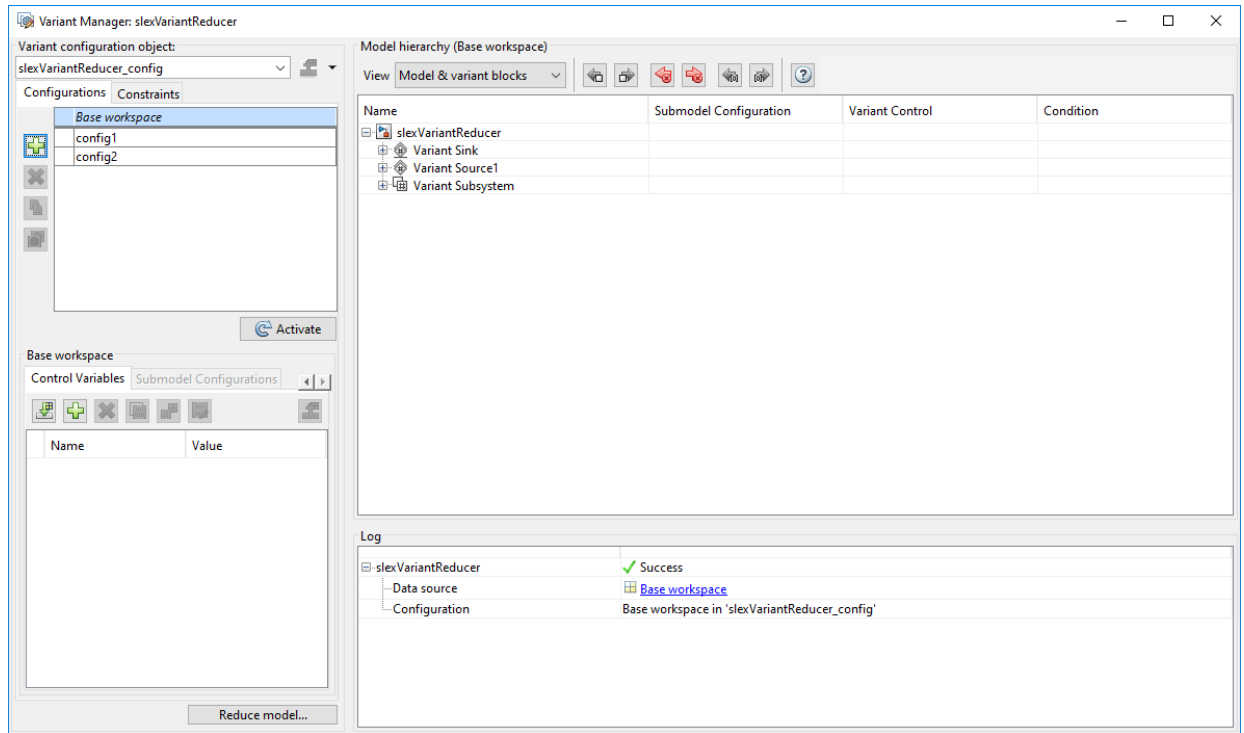 Variant Manager: slexVariantReducer
Variant configuration object:
slexVariantReducer_config
Configurations Constraints
Base workspace
config1
config2
Activate
Base workspace
Control Variables Submodel Configurations
Name Value
Reduce model...
Model hierarchy (Base workspace)
View Model & variant blocks
Name Submodel Configuration Variant Control Condition
slexVariantReducer
Variant Sink
Variant Source1
Variant Subsystem
Log
slexVariantReducer Success
Data source Base workspace
Configuration Base workspace in 'slexVariantReducer_config'